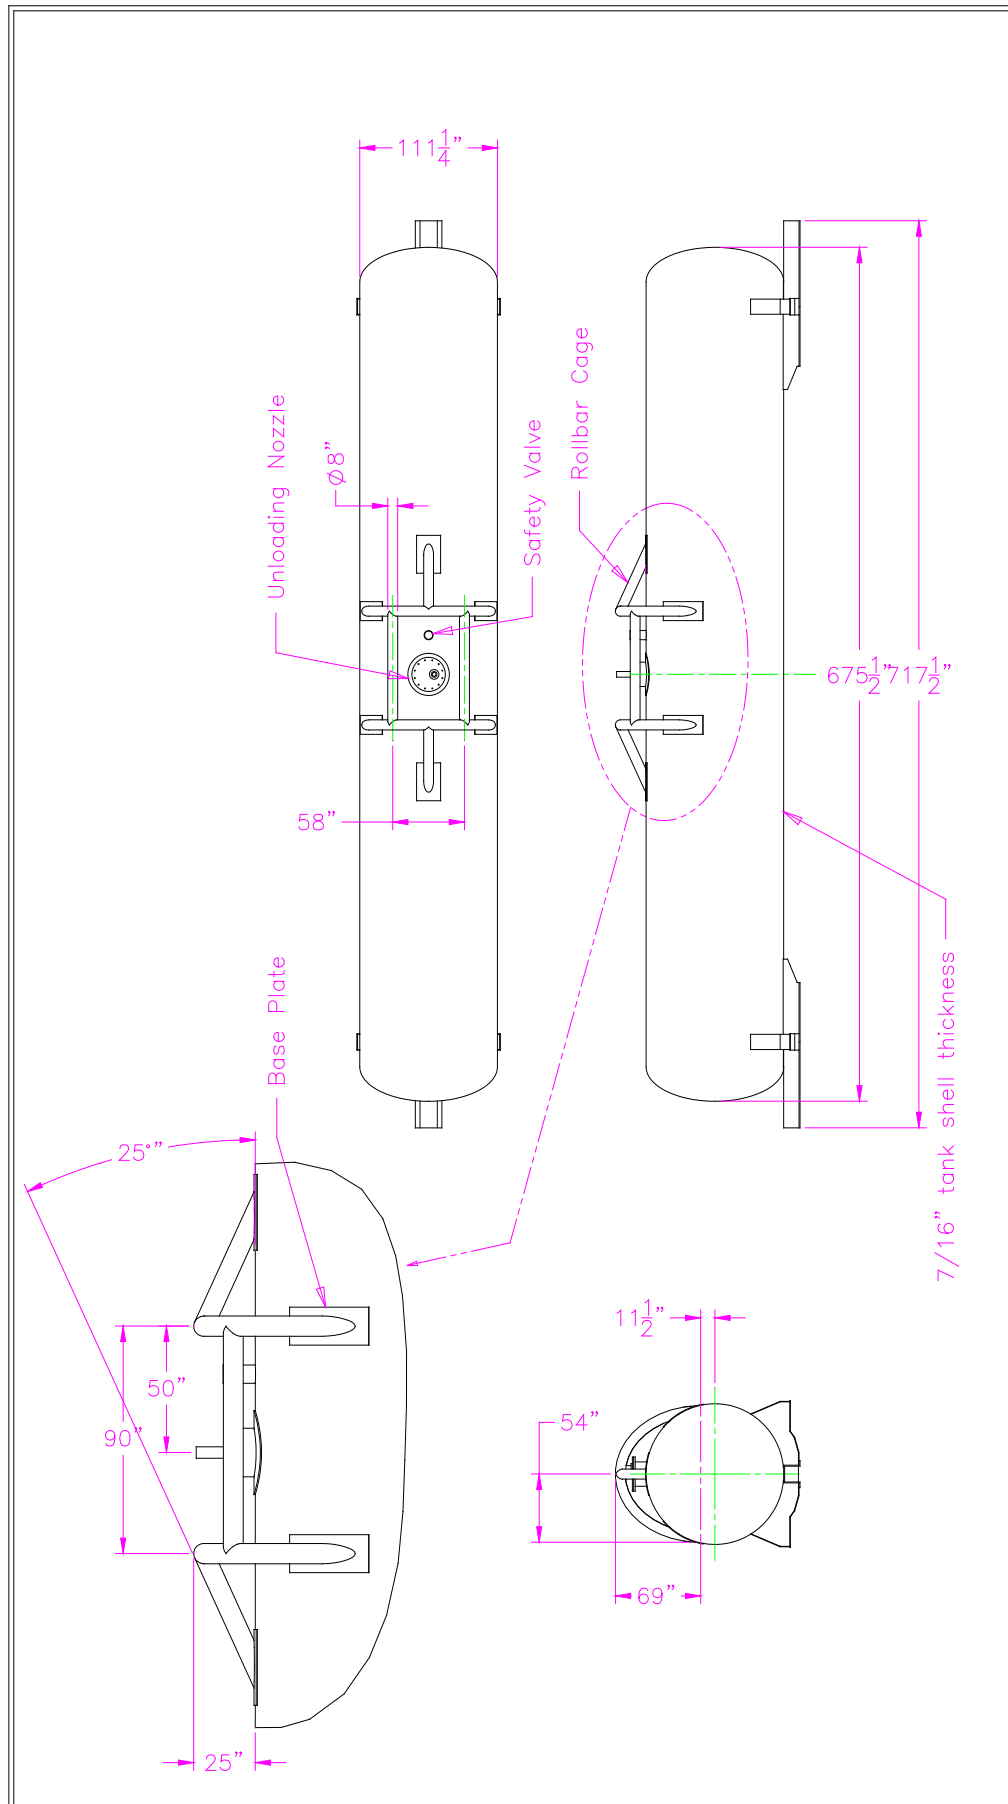 111 1/4”
Unloading Nozzle
Ø8”
Safety Valve
Rollbar Cage
675 1/2”
717 1/2”
58”
Base Plate
7/16” tank shell thickness
25°”
50”
90”
25”
11 1/2”
54”
69”